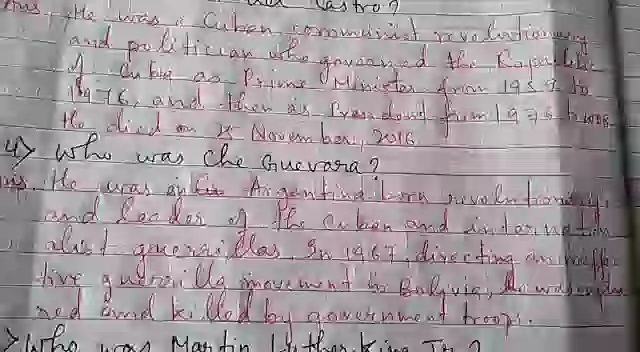 Castro?
Ans. He was a Cuban communist revolutionary
and politician who governed the Republic
of Cuba as Prime Minister from 1959 to
1976, and then as President from 1976 to
He died on 25 November, 2016
4> Who was Che Guevara?
Ans. He was an Argentine born revolutionary
and leader of the Cuban and internation
alist guerrillas. In 1967, directing an ineffec
tive guerrilla movement in Bolivia, he was
red and killed by government troops.
> Who was Martin Luther King Jr?